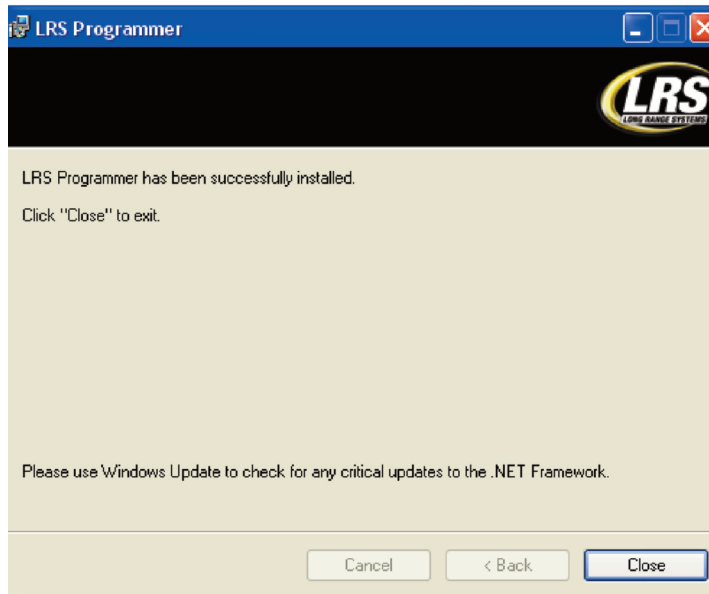 LRS Programmer
LRS
LONG RANGE SYSTEMS
LRS Programmer has been successfully installed.
Click "Close" to exit.
Please use Windows Update to check for any critical updates to the .NET Framework.
Cancel
< Back
Close